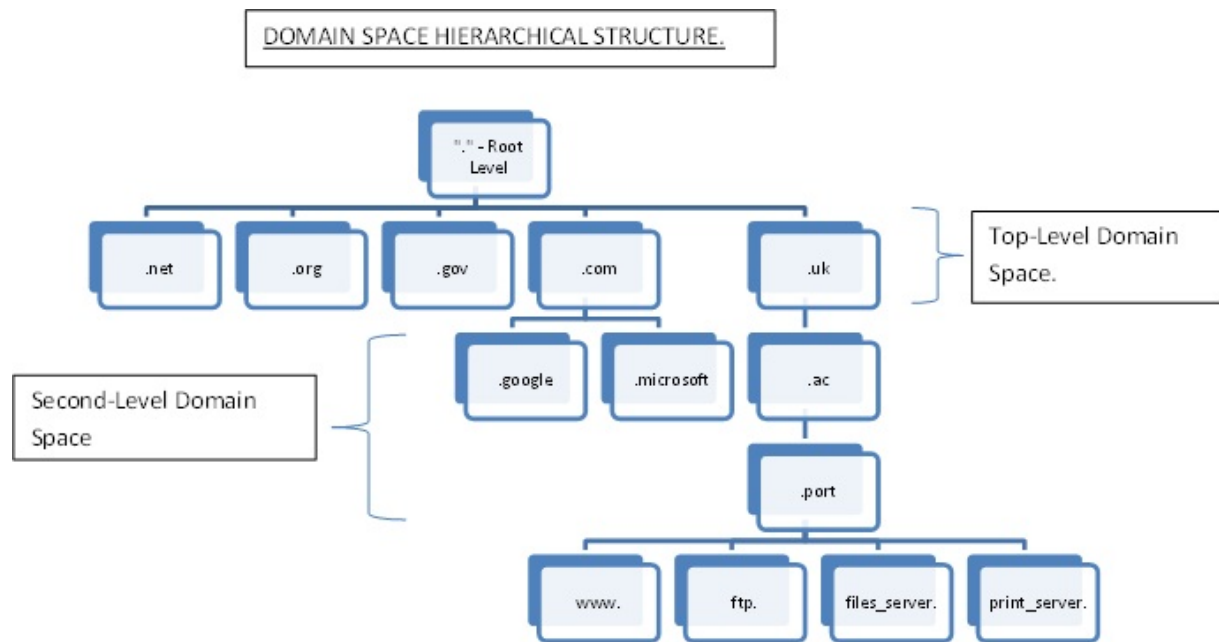 DOMAIN SPACE HIERARCHICAL STRUCTURE.
"." - Root
Level
.net
.org
.gov
.com
.uk
Top-Level Domain
Space.
.google
.microsoft
.ac
Second-Level Domain
Space
.port
www.
ftp.
files_server.
print_server.